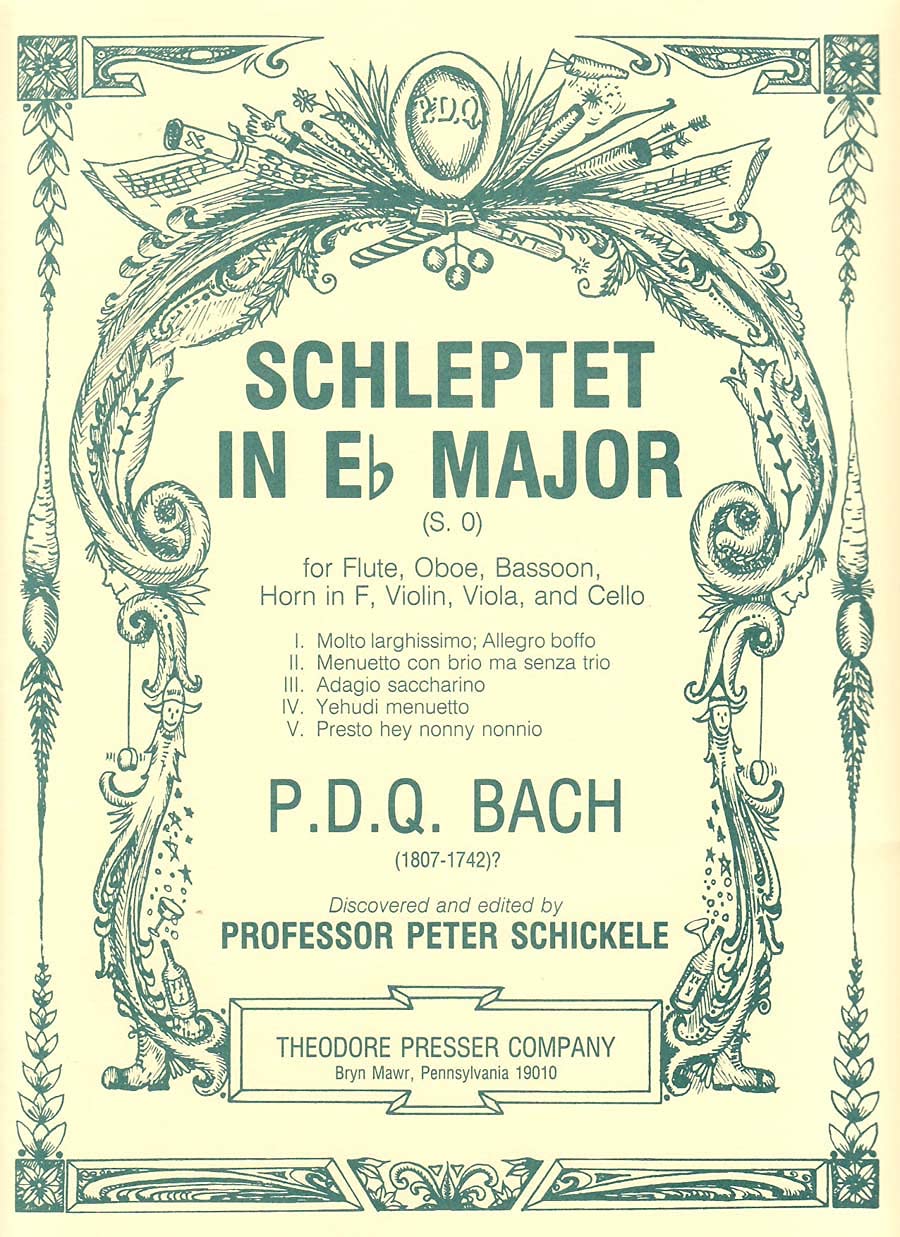 P.D.Q.
TNT
SCHLEPTET
IN E♭ MAJOR
(S. 0)
for Flute, Oboe, Bassoon,
Horn in F, Violin, Viola, and Cello
I. Molto larghissimo; Allegro boffo
II. Menuetto con brio ma senza trio
III. Adagio saccharino
IV. Yehudi menuetto
V. Presto hey nonny nonnio
P.D.Q. BACH
(1807-1742)?
Discovered and edited by
PROFESSOR PETER SCHICKELE
XXX
THEODORE PRESSER COMPANY
Bryn Mawr, Pennsylvania 19010